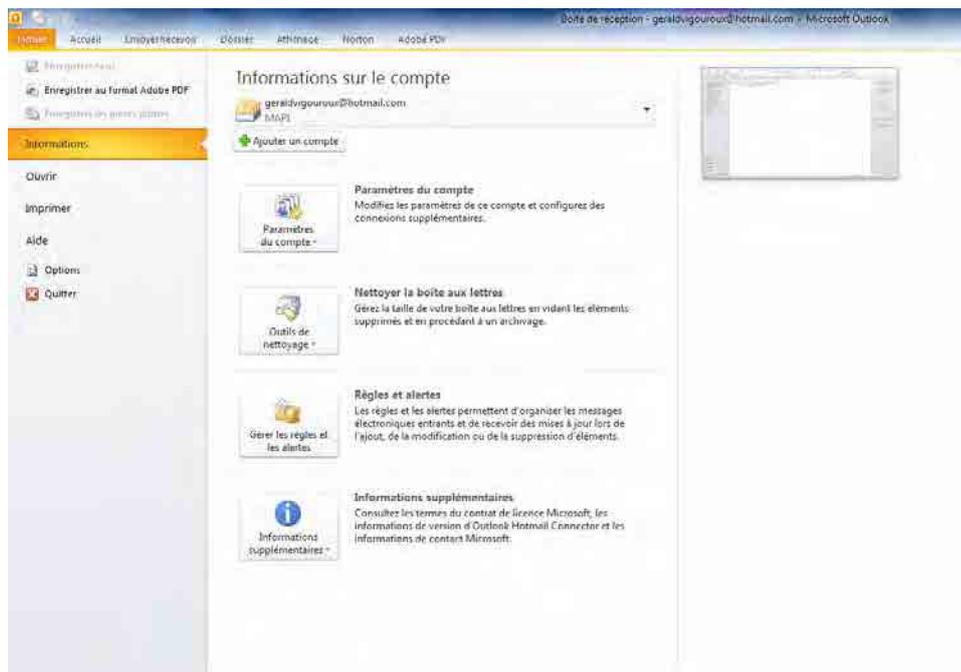 Boîte de réception - geraldvigouroux@hotmail.com - Microsoft Outlook
Fichier Accueil Envoyer/recevoir Dossier Affichage Norton Adobe PDF
Enregistrer sous
Enregistrer au format Adobe PDF
Enregistrer les pièces jointes
Informations
Ouvrir
Imprimer
Aide
Options
Quitter
Informations sur le compte
geraldvigouroux@hotmail.com
MAPI
Ajouter un compte
Paramètres
du compte
Paramètres du compte
Modifiez les paramètres de ce compte et configurez des
connexions supplémentaires.
Outils de
nettoyage
Nettoyer la boîte aux lettres
Gérez la taille de votre boîte aux lettres en vidant les éléments
supprimés et en procédant à un archivage.
Gérer les règles et
les alertes
Règles et alertes
Les règles et les alertes permettent d'organiser les messages
électroniques entrants et de recevoir des mises à jour lors de
l'ajout, de la modification ou de la suppression d'éléments.
Informations
supplémentaires
Informations supplémentaires
Consultez les termes du contrat de licence Microsoft, les
informations de version d'Outlook Hotmail Connector et les
informations de contact Microsoft.